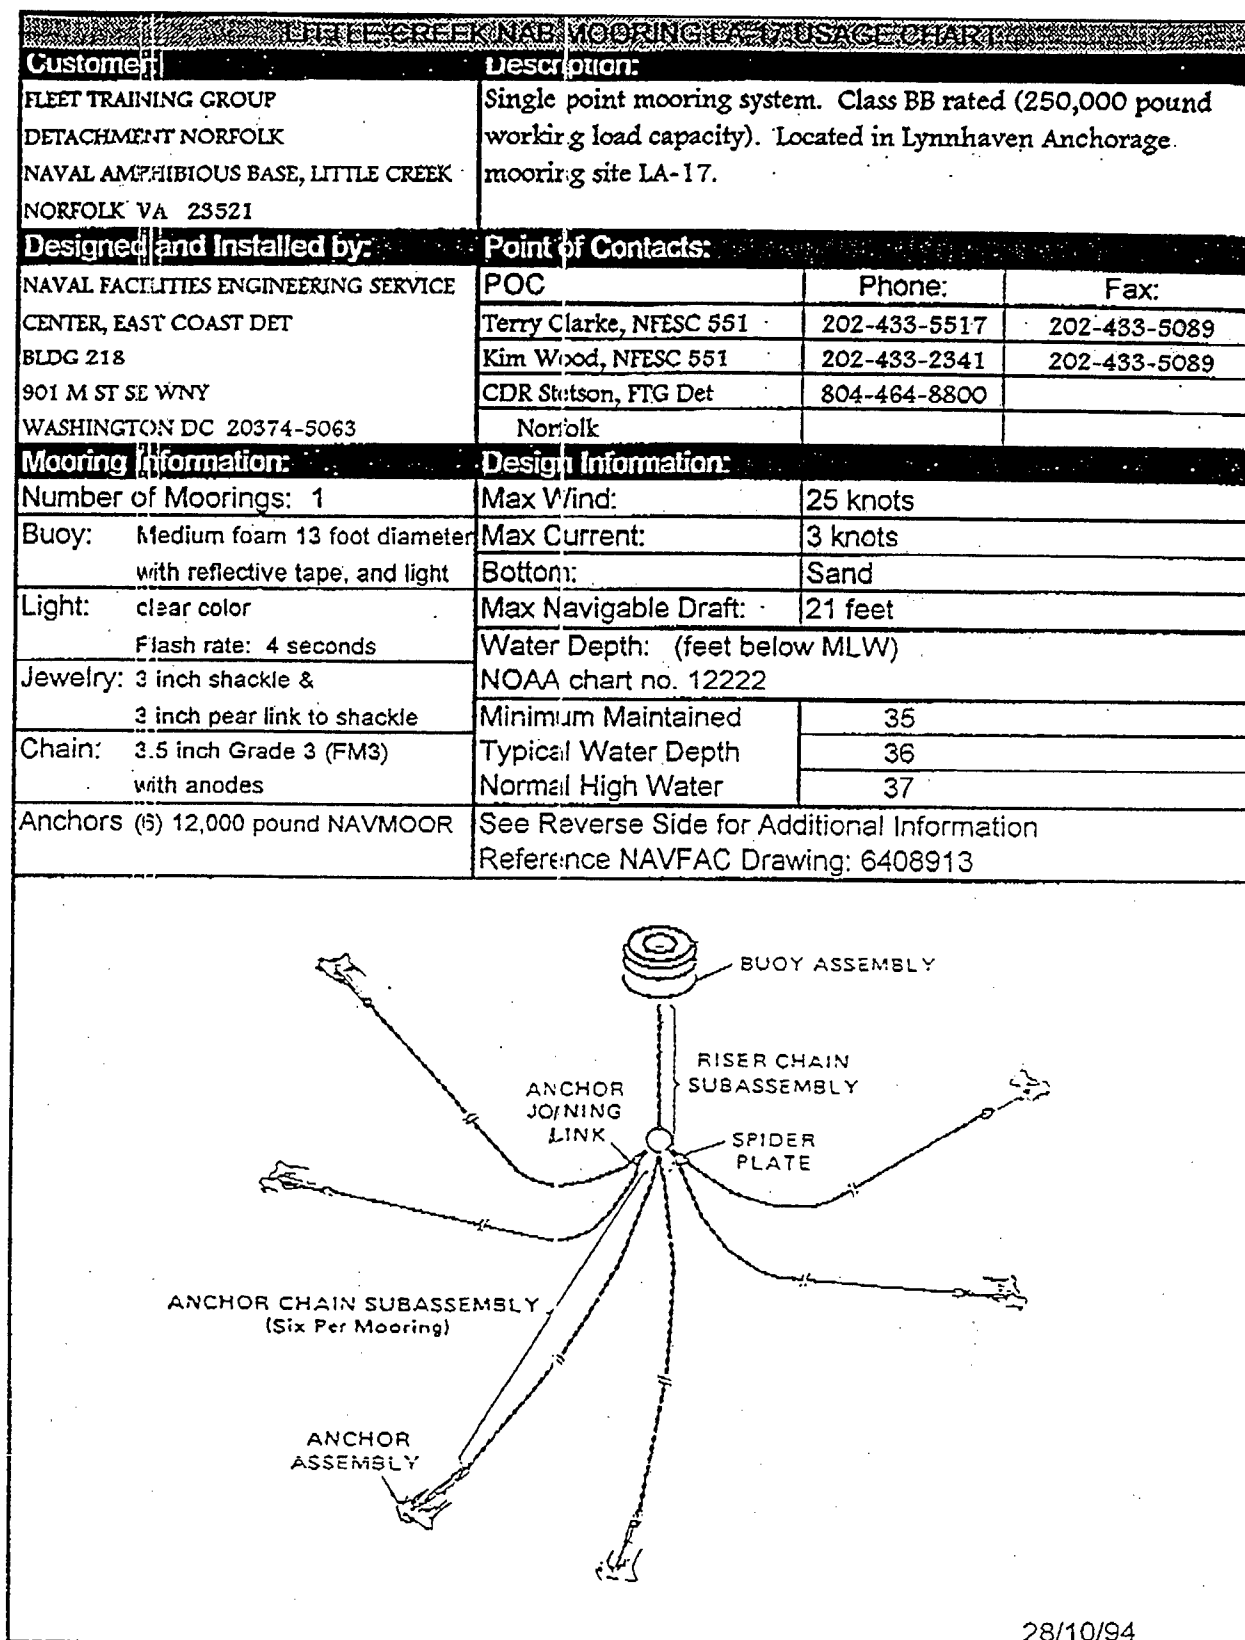 LITTLE CREEK NAB MOORING LA-17 USAGE CHART
Customer:
FLEET TRAINING GROUP
DETACHMENT NORFOLK
NAVAL AMPHIBIOUS BASE, LITTLE CREEK
NORFOLK VA 23521
Description:
Single point mooring system. Class BB rated (250,000 pound
working load capacity). Located in Lynnhaven Anchorage
mooring site LA-17.
Designed and Installed by:
NAVAL FACILITIES ENGINEERING SERVICE
CENTER, EAST COAST DET
BLDG 218
901 M ST SE WNY
WASHINGTON DC 20374-5063
Point of Contacts:
POC Phone: Fax:
Terry Clarke, NFESC 551 202-433-5517 202-433-5089
Kim Wood, NFESC 551 202-433-2341 202-433-5089
CDR Stetson, FTG Det 804-464-8800
Norfolk
Mooring Information:
Number of Moorings: 1
Buoy: Medium foam 13 foot diameter
with reflective tape, and light
Light: clear color
Flash rate: 4 seconds
Jewelry: 3 inch shackle &
3 inch pear link to shackle
Chain: 3.5 inch Grade 3 (FM3)
with anodes
Anchors (6) 12,000 pound NAVMOOR
Design Information:
Max Wind: 25 knots
Max Current: 3 knots
Bottom: Sand
Max Navigable Draft: 21 feet
Water Depth: (feet below MLW)
NOAA chart no. 12222
Minimum Maintained 35
Typical Water Depth 36
Normal High Water 37
See Reverse Side for Additional Information
Reference NAVFAC Drawing: 6408913
BUOY ASSEMBLY
RISER CHAIN
SUBASSEMBLY
ANCHOR
JOINING
LINK
SPIDER
PLATE
ANCHOR CHAIN SUBASSEMBLY
(Six Per Mooring)
ANCHOR
ASSEMBLY
28/10/94